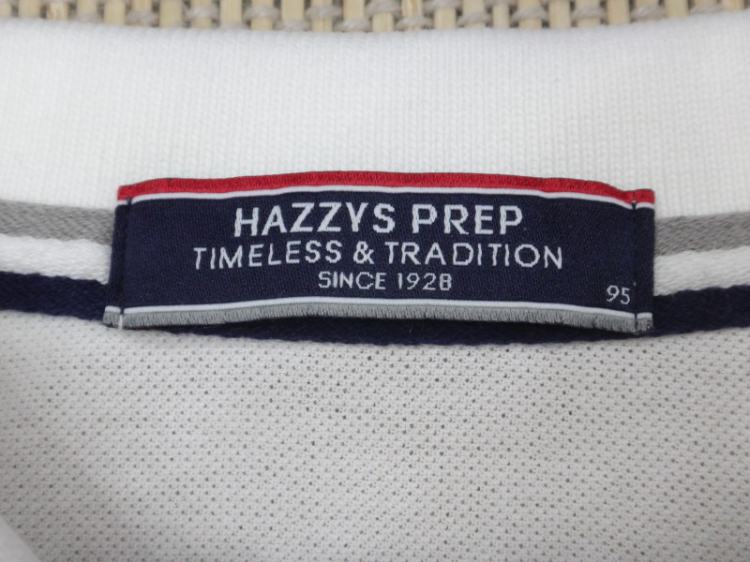 HAZZYS PREP
TIMELESS & TRADITION
SINCE 1928
95